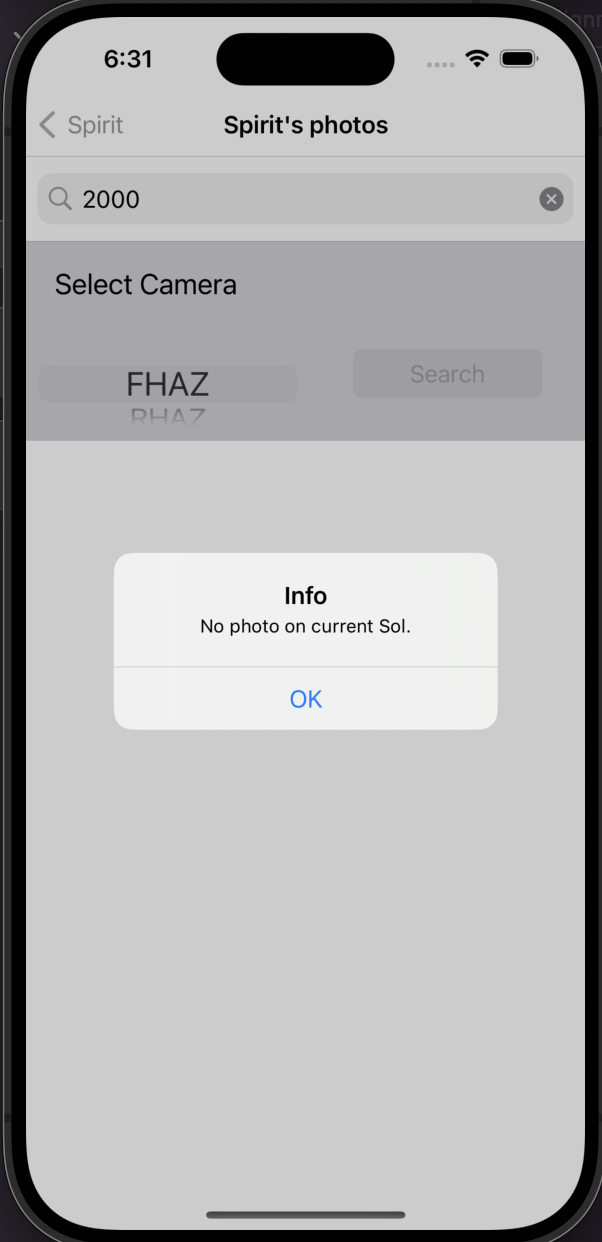 6:31
Spirit
Spirit's photos
2000
Select Camera
FHAZ
Search
RHAZ
Info
No photo on current Sol.
OK